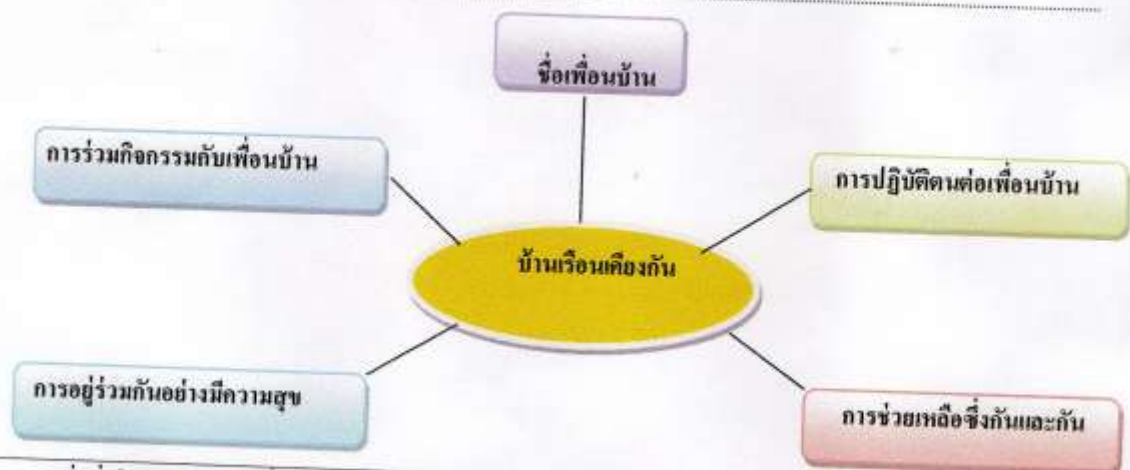 ชื่อเพื่อนบ้าน
การร่วมกิจกรรมกับเพื่อนบ้าน
การปฏิบัติตนต่อเพื่อนบ้าน
บ้านเรือนเคียงกัน
การอยู่ร่วมกันอย่างมีความสุข
การช่วยเหลือซึ่งกันและกัน